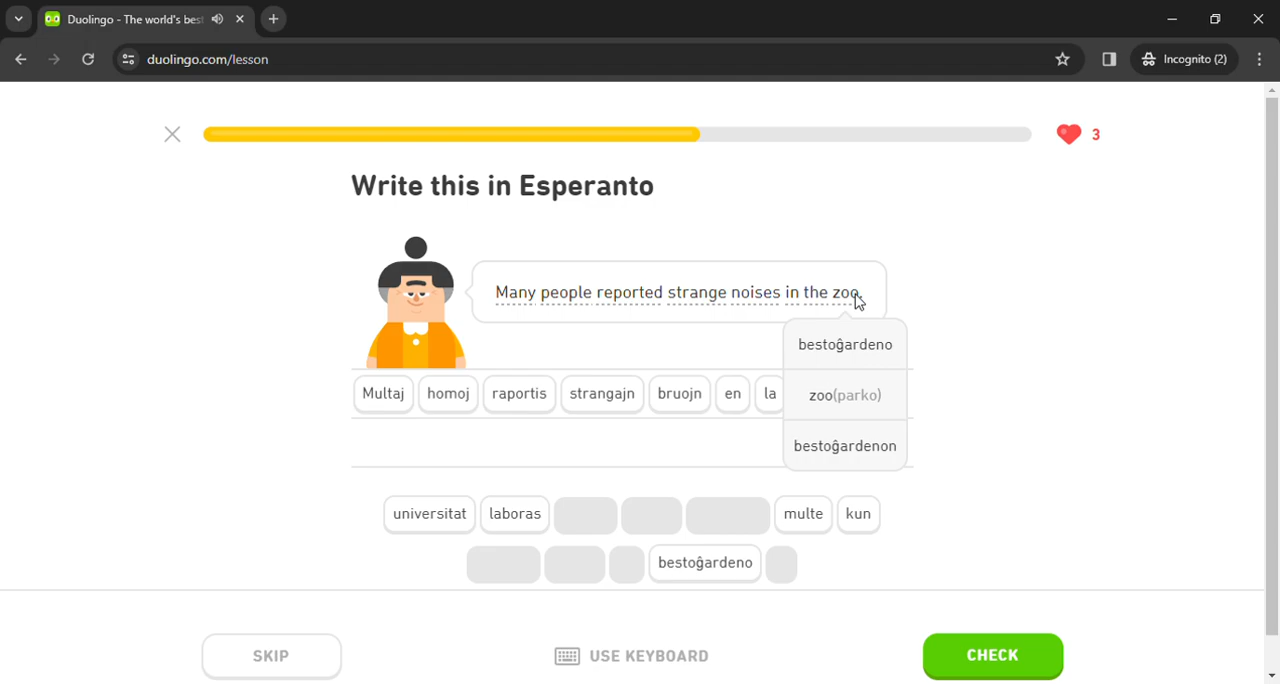 Duolingo - The world's bes
duolingo.com/lesson
Incognito (2)
3
Write this in Esperanto
Many people reported strange noises in the zoo.
bestoĝardeno
zoo(parko)
bestoĝardenon
Multaj homoj raportis strangajn bruojn en la
universitat laboras multe kun
bestoĝardeno
SKIP USE KEYBOARD CHECK